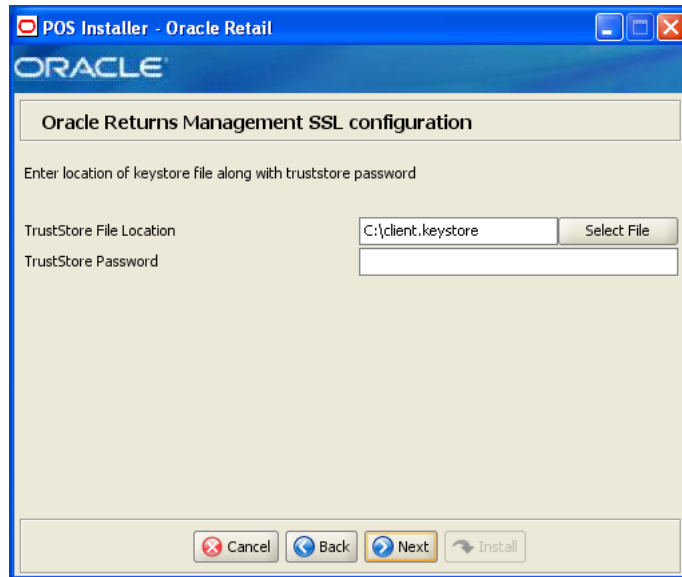 POS Installer - Oracle Retail
ORACLE
Oracle Returns Management SSL configuration
Enter location of keystore file along with truststore password
TrustStore File Location C:\client.keystore Select File
TrustStore Password
Cancel Back Next Install